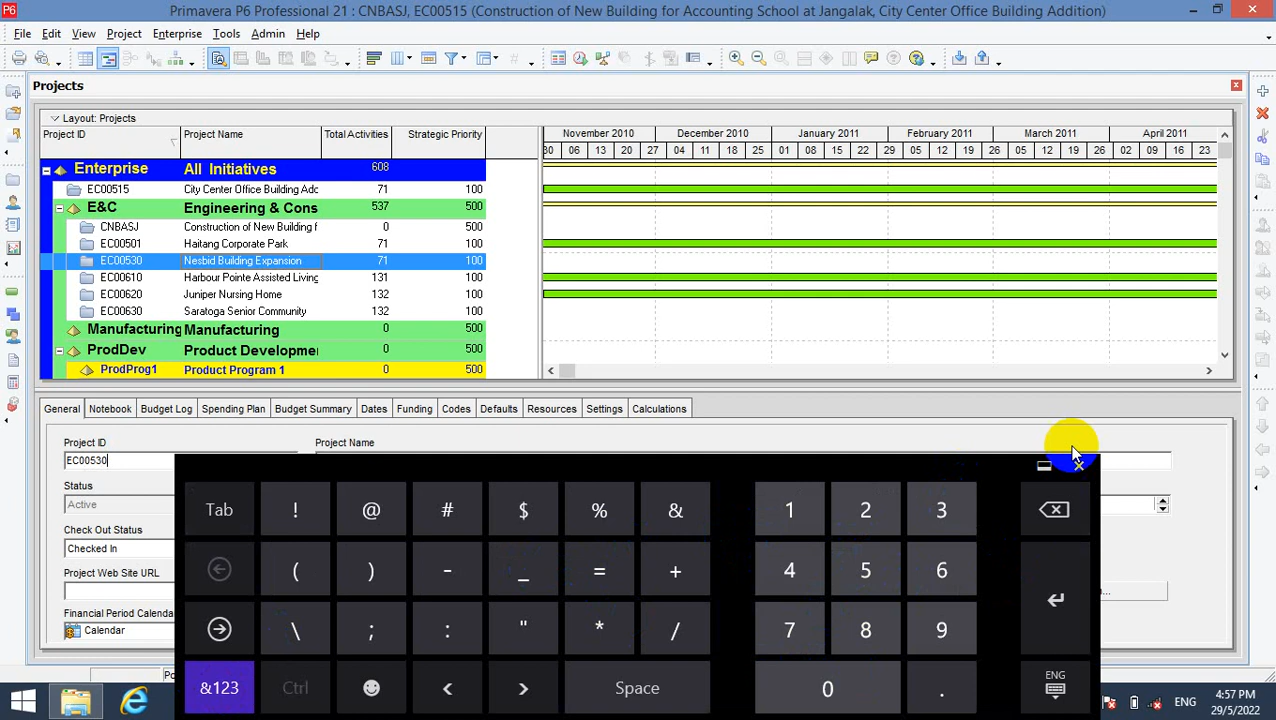 P6 Primavera P6 Professional 21 : CNBASJ, EC00515 (Construction of New Building for Accounting School at Jangalak, City Center Office Building Addition)
File Edit View Project Enterprise Tools Admin Help
Projects
Layout: Projects
Project ID Project Name Total Activities Strategic Priority November 2010 December 2010 January 2011 February 2011 March 2011 April 2011
30 06 13 20 27 04 11 18 25 01 08 15 22 29 05 12 19 26 05 12 19 26 02 09 16 23
Enterprise All Initiatives 608
EC00515 City Center Office Building Adc 71 100
E&C Engineering & Cons 537 500
CNBASJ Construction of New Building f 0 500
EC00501 Haitang Corporate Park 71 100
EC00530 Nesbid Building Expansion 71 100
EC00610 Harbour Pointe Assisted Living 131 100
EC00620 Juniper Nursing Home 132 100
EC00630 Saratoga Senior Community 132 100
Manufacturing Manufacturing 0 500
ProdDev Product Developme 0 500
ProdProg1 Product Program 1 0 500
General Notebook Budget Log Spending Plan Budget Summary Dates Funding Codes Defaults Resources Settings Calculations
Project ID Project Name
EC00530
Status
Active
Check Out Status
Checked In
Project Web Site URL
Financial Period Calenda
Calendar
Tab ! @ # $ % & 1 2 3
( ) - _ = + 4 5 6
\ ; : " * / 7 8 9
&123 Ctrl < > Space 0 . ENG
ENG 4:57 PM
29/5/2022